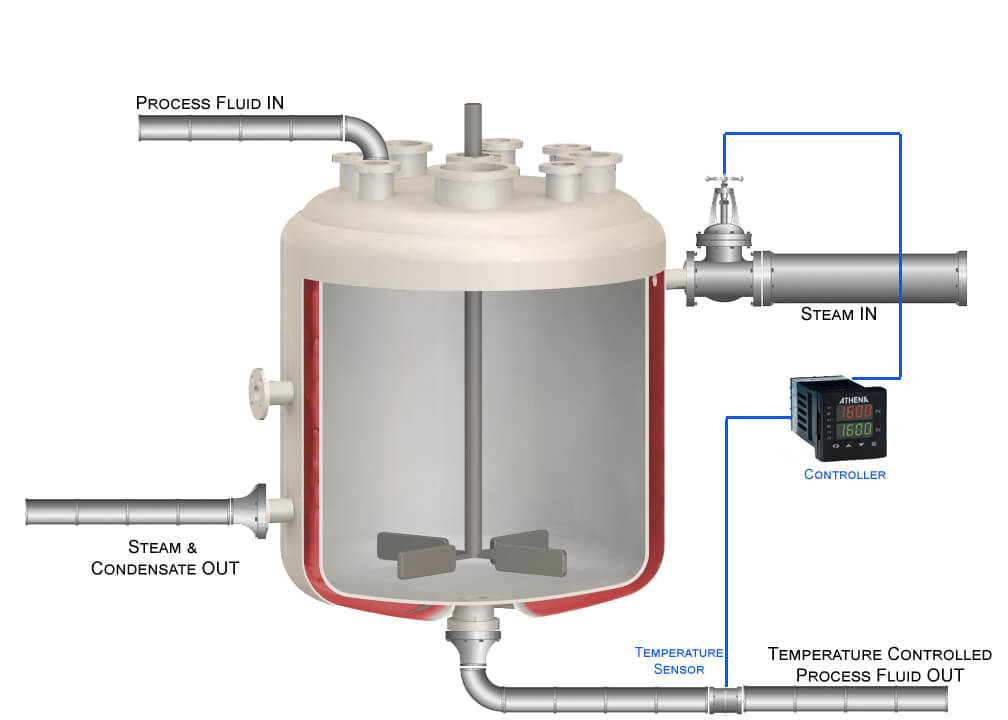 Process Fluid IN
Steam IN
ATHENA
1600
1600
Controller
Steam &
Condensate OUT
Temperature
Sensor
Temperature Controlled
Process Fluid OUT